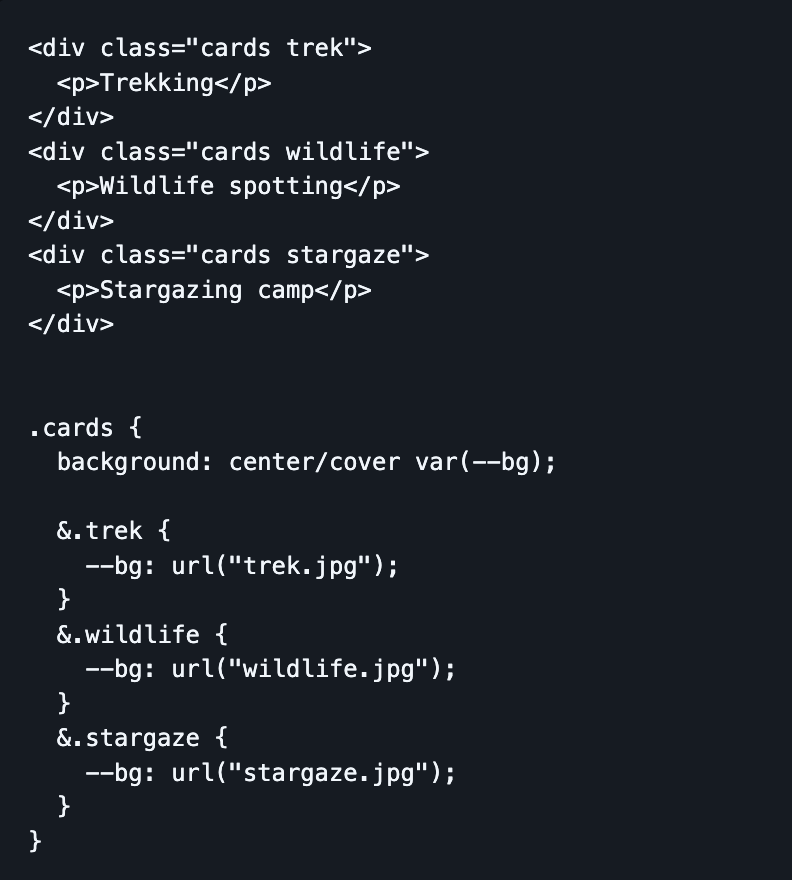 <div class="cards trek">
  <p>Trekking</p>
</div>
<div class="cards wildlife">
  <p>Wildlife spotting</p>
</div>
<div class="cards stargaze">
  <p>Stargazing camp</p>
</div>

.cards {
  background: center/cover var(--bg);

  &.trek {
    --bg: url("trek.jpg");
  }
  &.wildlife {
    --bg: url("wildlife.jpg");
  }
  &.stargaze {
    --bg: url("stargaze.jpg");
  }
}